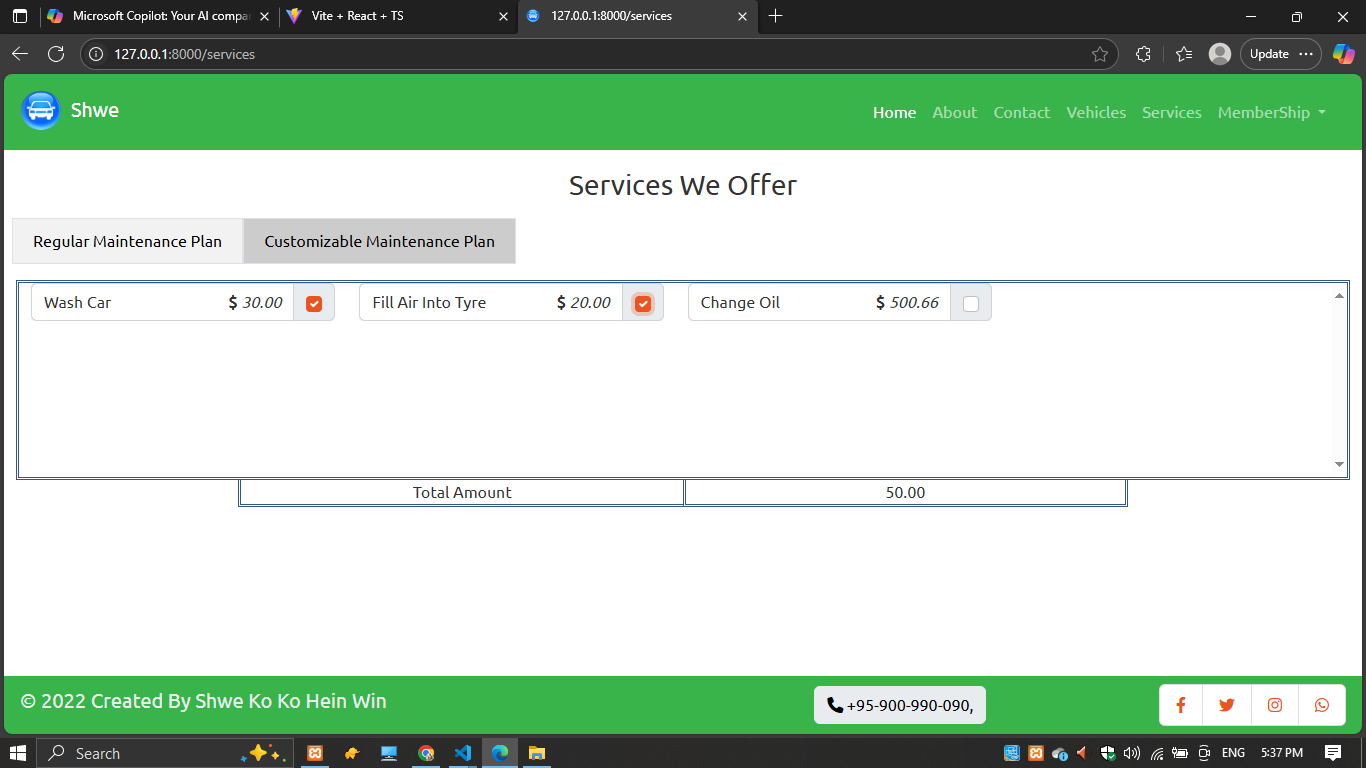 Microsoft Copilot: Your AI compa
Vite + React + TS
127.0.0.1:8000/services
127.0.0.1:8000/services
Update
Shwe
Home About Contact Vehicles Services MemberShip
Services We Offer
Regular Maintenance Plan Customizable Maintenance Plan
Wash Car $ 30.00 Fill Air Into Tyre $ 20.00 Change Oil $ 500.66
Total Amount 50.00
© 2022 Created By Shwe Ko Ko Hein Win +95-900-990-090,
Search ENG 5:37 PM